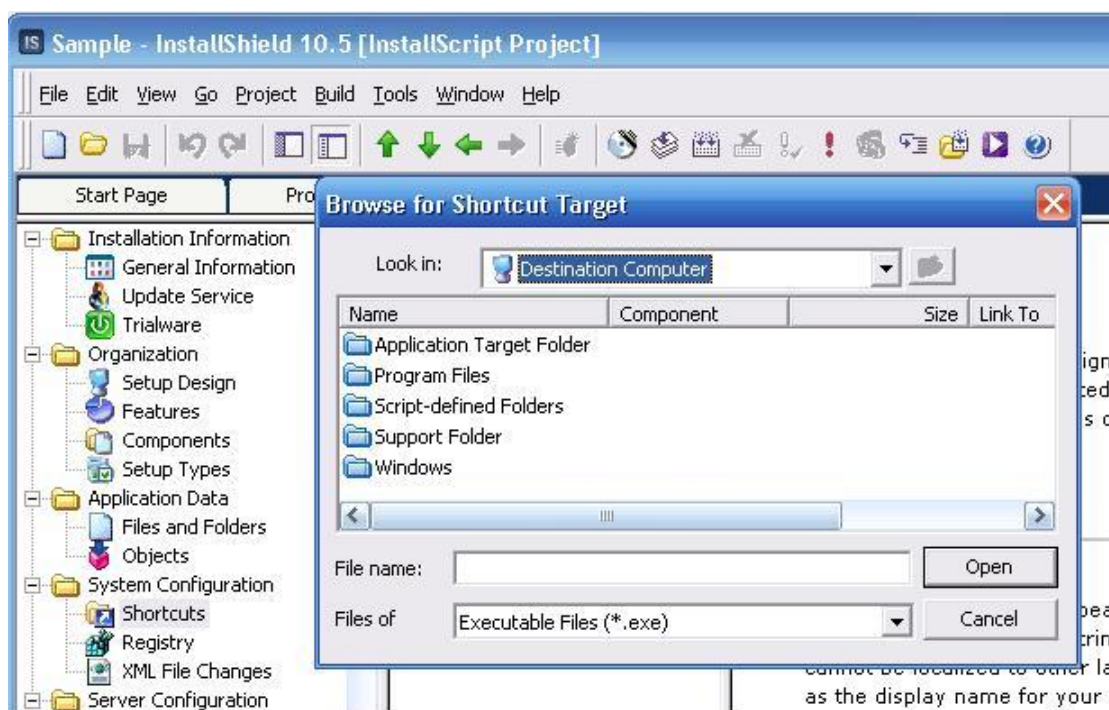 IS Sample - InstallShield 10.5 [InstallScript Project]
File Edit View Go Project Build Tools Window Help
Start Page Pro
Browse for Shortcut Target
Installation Information
General Information
Update Service
Trialware
Organization
Setup Design
Features
Components
Setup Types
Application Data
Files and Folders
Objects
System Configuration
Shortcuts
Registry
XML File Changes
Server Configuration
Look in: Destination Computer
Name Component Size Link To
Application Target Folder
Program Files
Script-defined Folders
Support Folder
Windows
File name: Open
Files of Executable Files (*.exe) Cancel
cannot be localized to other la
as the display name for your